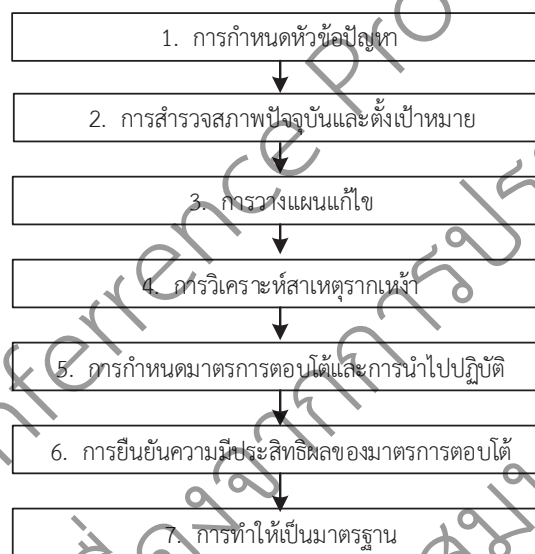 1. การกำหนดหัวข้อปัญหา
2. การสำรวจสภาพปัจจุบันและตั้งเป้าหมาย
3. การวางแผนแก้ไข
4. การวิเคราะห์สาเหตุรากเหง้า
5. การกำหนดมาตรการตอบโต้และการนำไปปฏิบัติ
6. การยืนยันความมีประสิทธิผลของมาตรการตอบโต้
7. การทำให้เป็นมาตรฐาน